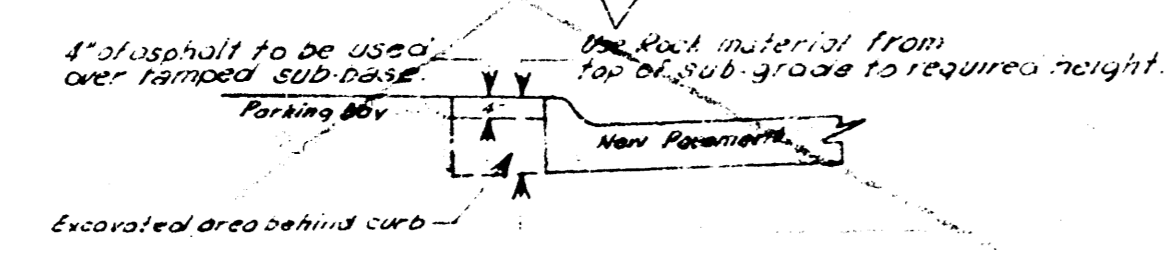 4" of asphalt to be used
over tamped sub-base.
Use Rock material from
top of sub-grade to required height.
Parking Bay
4"
New Pavement
Excavated area behind curb